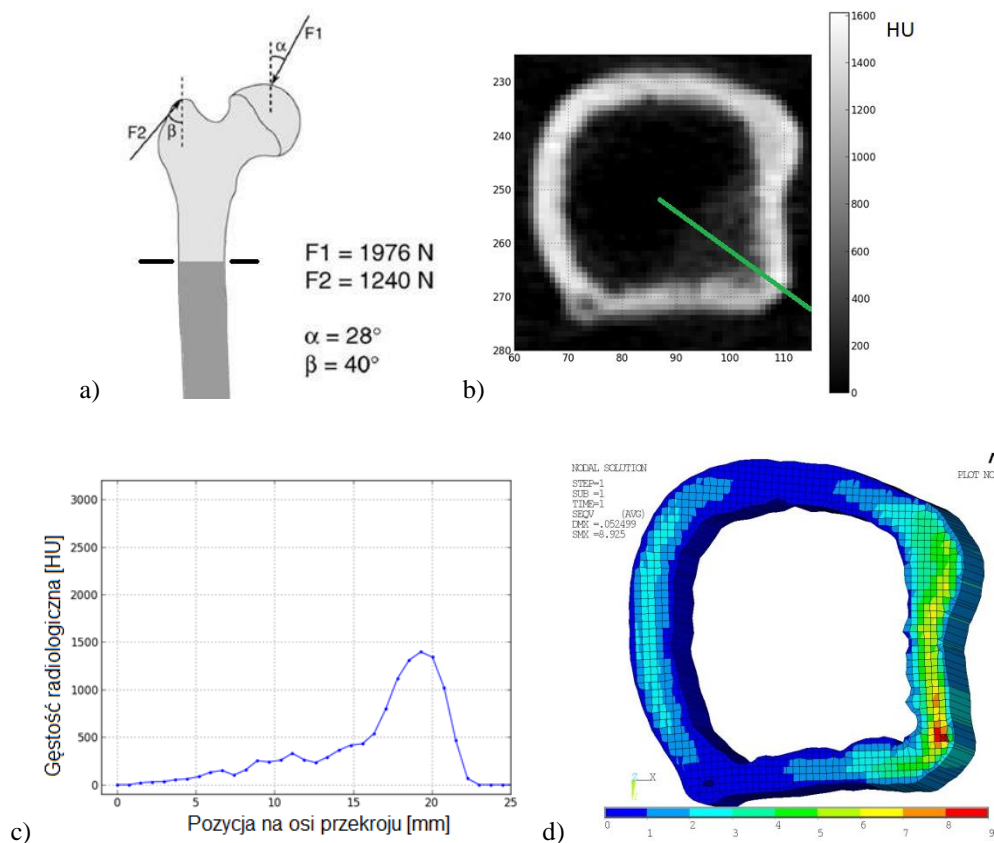 F1
α
F2
β
F1 = 1976 N
F2 = 1240 N
α = 28°
β = 40°
a)
HU
1600
1400
1200
1000
800
600
400
200
0
230
240
250
260
270
280
60 70 80 90 100 110
b)
Gęstość radiologiczna [HU]
3000
2500
2000
1500
1000
500
0
0 5 10 15 20 25
Pozycja na osi przekroju [mm]
c)
NODAL SOLUTION
STEP=1
SUB =1
TIME=1
SEQV (AVG)
DMX =.052499
SMX =8.925
PLOT NO
Z X
0 1 2 3 4 5 6 7 8 9
d)